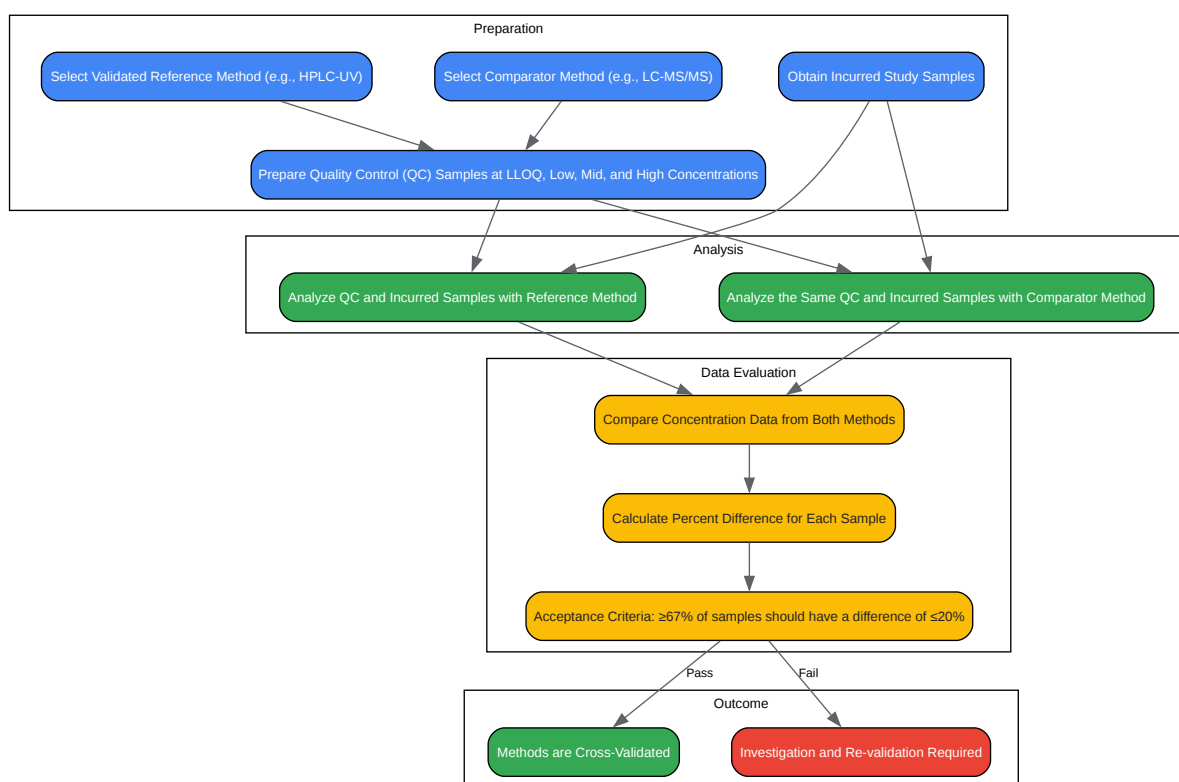 Preparation
Select Validated Reference Method (e.g., HPLC-UV)
Select Comparator Method (e.g., LC-MS/MS)
Obtain Incurred Study Samples
Prepare Quality Control (QC) Samples at LLOQ, Low, Mid, and High Concentrations
Analysis
Analyze QC and Incurred Samples with Reference Method
Analyze the Same QC and Incurred Samples with Comparator Method
Data Evaluation
Compare Concentration Data from Both Methods
Calculate Percent Difference for Each Sample
Acceptance Criteria: ≥67% of samples should have a difference of ≤20%
Pass
Fail
Outcome
Methods are Cross-Validated
Investigation and Re-validation Required